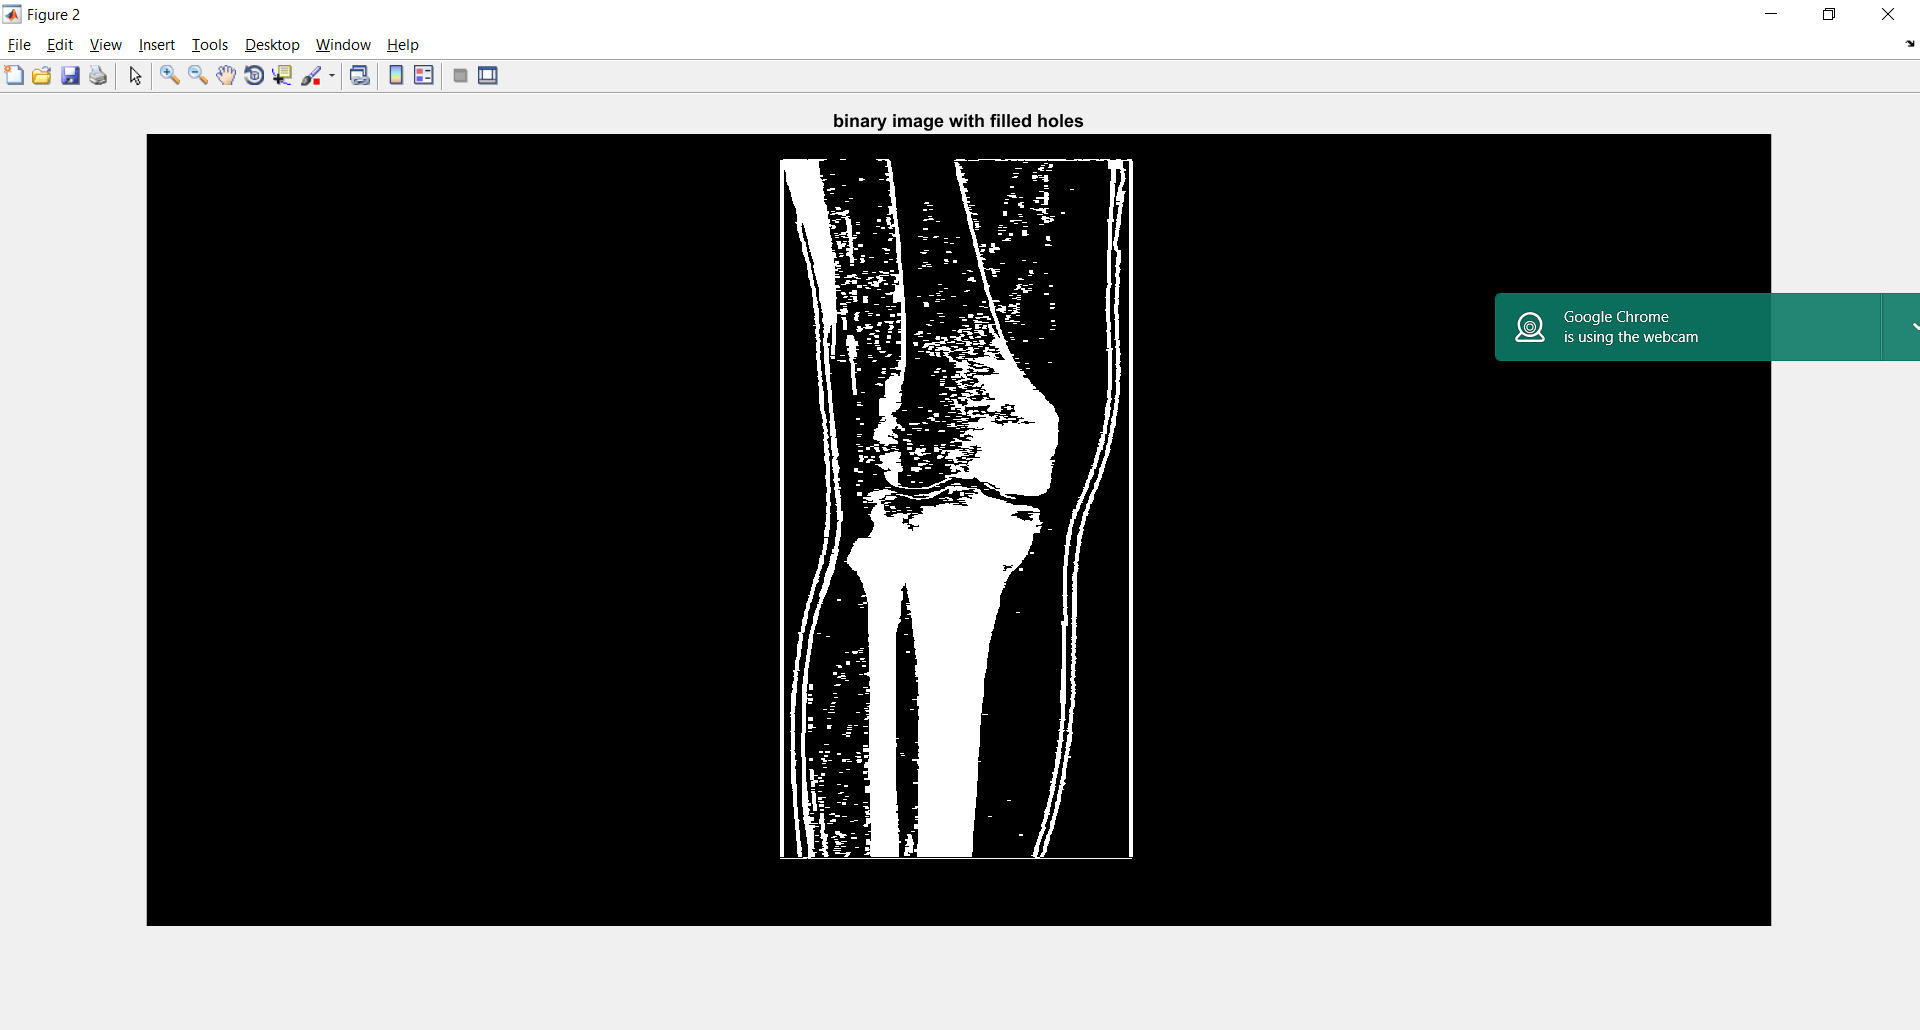 Figure 2
File Edit View Insert Tools Desktop Window Help
binary image with filled holes
Google Chrome
is using the webcam